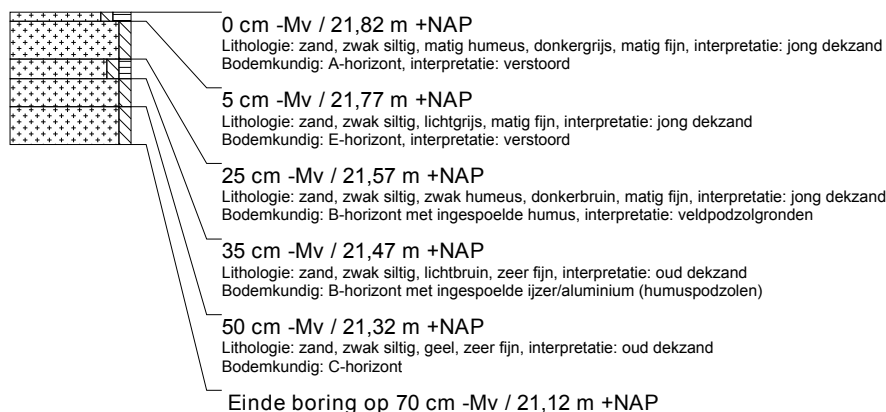 0 cm -Mv / 21,82 m +NAP
Lithologie: zand, zwak siltig, matig humeus, donkergrijs, matig fijn, interpretatie: jong dekzand
Bodemkundig: A-horizont, interpretatie: verstoord
5 cm -Mv / 21,77 m +NAP
Lithologie: zand, zwak siltig, lichtgrijs, matig fijn, interpretatie: jong dekzand
Bodemkundig: E-horizont, interpretatie: verstoord
25 cm -Mv / 21,57 m +NAP
Lithologie: zand, zwak siltig, zwak humeus, donkerbruin, matig fijn, interpretatie: jong dekzand
Bodemkundig: B-horizont met ingespoelde humus, interpretatie: veldpodzolgronden
35 cm -Mv / 21,47 m +NAP
Lithologie: zand, zwak siltig, lichtbruin, zeer fijn, interpretatie: oud dekzand
Bodemkundig: B-horizont met ingespoelde ijzer/aluminium (humuspodzolen)
50 cm -Mv / 21,32 m +NAP
Lithologie: zand, zwak siltig, geel, zeer fijn, interpretatie: oud dekzand
Bodemkundig: C-horizont
Einde boring op 70 cm -Mv / 21,12 m +NAP